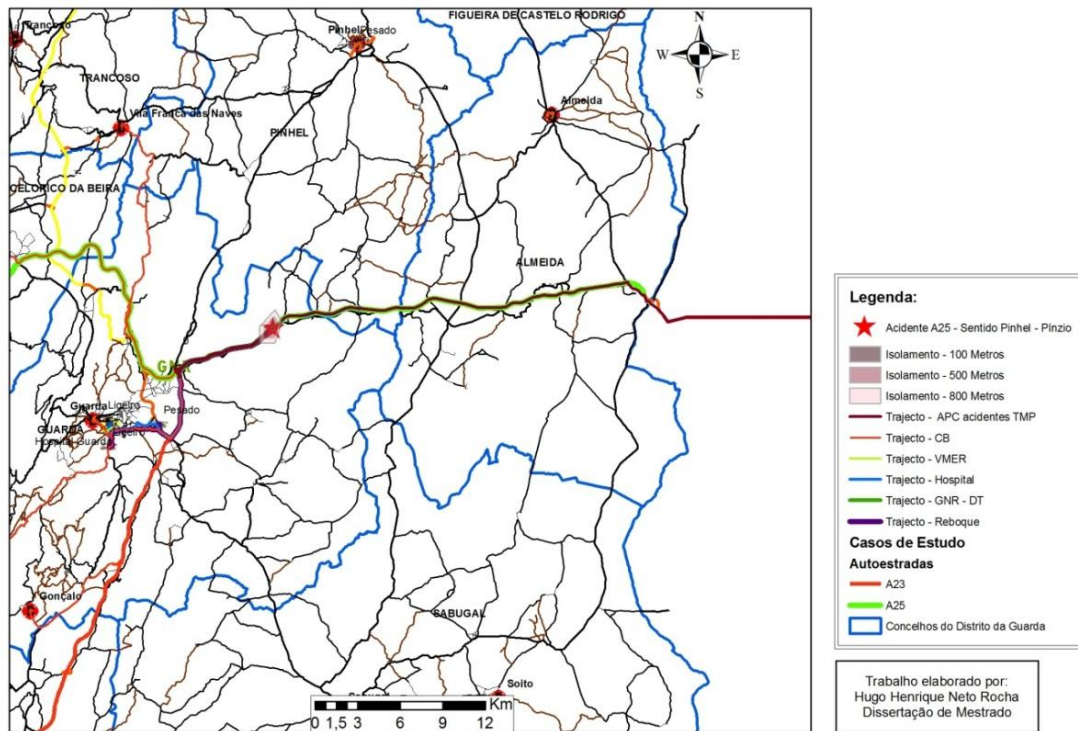 FIGUEIRA DE CASTELO RODRIGO
N
W E
S
Trancoso
Pinhel Pesado
TRANCOSO
Almeida
Vila Franca das Naves
PINHEL
CELORICO DA BEIRA
ALMEIDA
Guarda
Ligeiro
Pesado
GUARDA
Ligeiro
Hospital Guarda
Gonçalo
SABUGAL
Soito
Km
0 1,5 3 6 9 12
Legenda:
Acidente A25 - Sentido Pinhel - Pínzio
Isolamento - 100 Metros
Isolamento - 500 Metros
Isolamento - 800 Metros
Trajecto - APC acidentes TMP
Trajecto - CB
Trajecto - VMER
Trajecto - Hospital
Trajecto - GNR - DT
Trajecto - Reboque
Casos de Estudo
Autoestradas
A23
A25
Concelhos do Distrito da Guarda
Trabalho elaborado por:
Hugo Henrique Neto Rocha
Dissertação de Mestrado